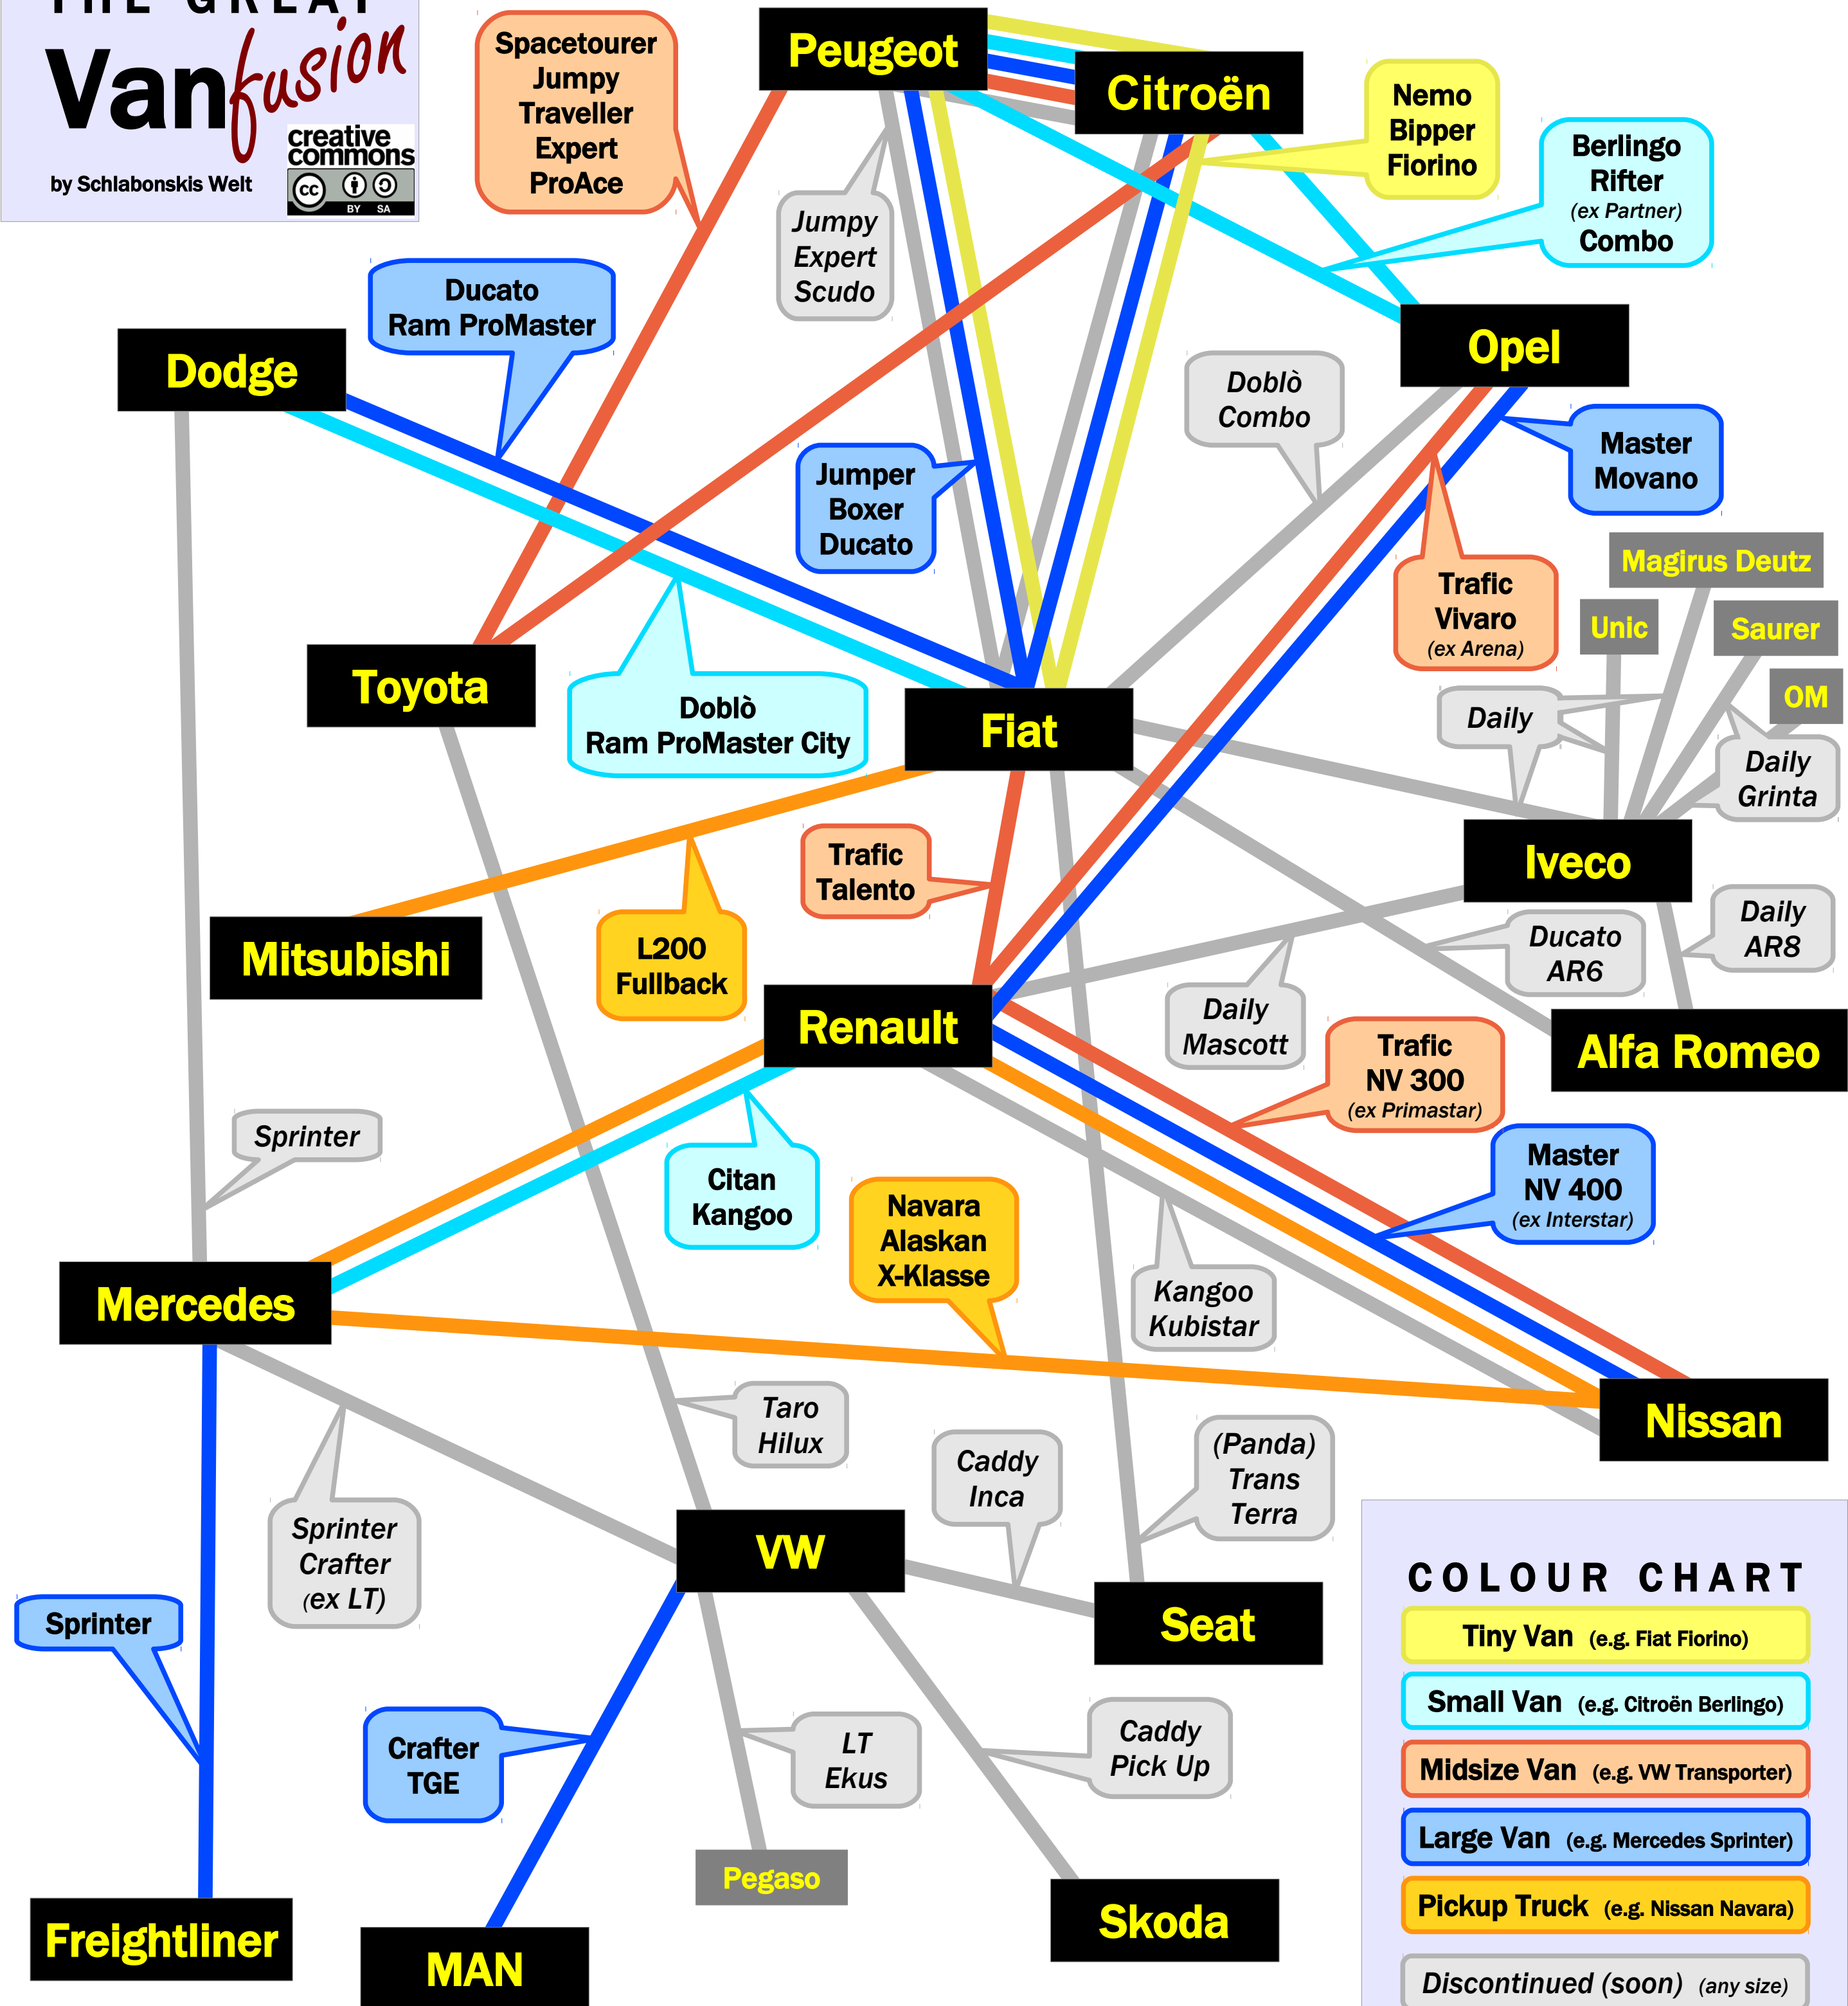 THE GREAT
Vanfusion
creative
commons
cc
BY SA
by Schlabonskis Welt
Spacetourer
Jumpy
Traveller
Expert
ProAce
Peugeot
Citroën
Nemo
Bipper
Fiorino
Berlingo
Rifter
(ex Partner)
Combo
Jumpy
Expert
Scudo
Ducato
Ram ProMaster
Dodge
Opel
Doblò
Combo
Master
Movano
Jumper
Boxer
Ducato
Magirus Deutz
Trafic
Vivaro
(ex Arena)
Unic
Saurer
OM
Toyota
Doblò
Ram ProMaster City
Fiat
Daily
Daily
Grinta
Trafic
Talento
Iveco
Mitsubishi
L200
Fullback
Ducato
AR6
Daily
AR8
Renault
Daily
Mascott
Alfa Romeo
Trafic
NV 300
(ex Primastar)
Sprinter
Citan
Kangoo
Master
NV 400
(ex Interstar)
Navara
Alaskan
X-Klasse
Mercedes
Kangoo
Kubistar
Taro
Hilux
Nissan
Caddy
Inca
(Panda)
Trans
Terra
Sprinter
Crafter
(ex LT)
VW
Seat
Sprinter
Crafter
TGE
LT
Ekus
Caddy
Pick Up
Pegaso
Freightliner
MAN
Skoda
COLOUR CHART
Tiny Van (e.g. Fiat Fiorino)
Small Van (e.g. Citroën Berlingo)
Midsize Van (e.g. VW Transporter)
Large Van (e.g. Mercedes Sprinter)
Pickup Truck (e.g. Nissan Navara)
Discontinued (soon) (any size)